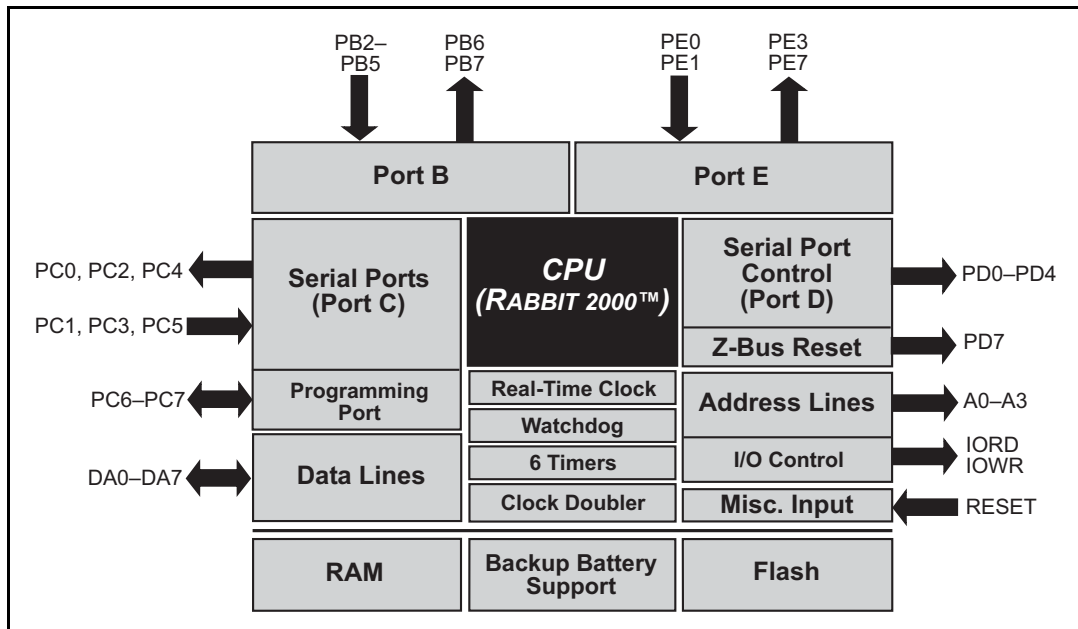 PB2–
PB5
PB6
PB7
PE0
PE1
PE3
PE7
Port B
Port E
PC0, PC2, PC4
PC1, PC3, PC5
Serial Ports
(Port C)
CPU
(RABBIT 2000™)
Serial Port
Control
(Port D)
PD0–PD4
Z-Bus Reset
PD7
PC6–PC7
Programming
Port
Real-Time Clock
Address Lines
A0–A3
Watchdog
DA0–DA7
Data Lines
6 Timers
I/O Control
IORD
IOWR
Clock Doubler
Misc. Input
RESET
RAM
Backup Battery
Support
Flash